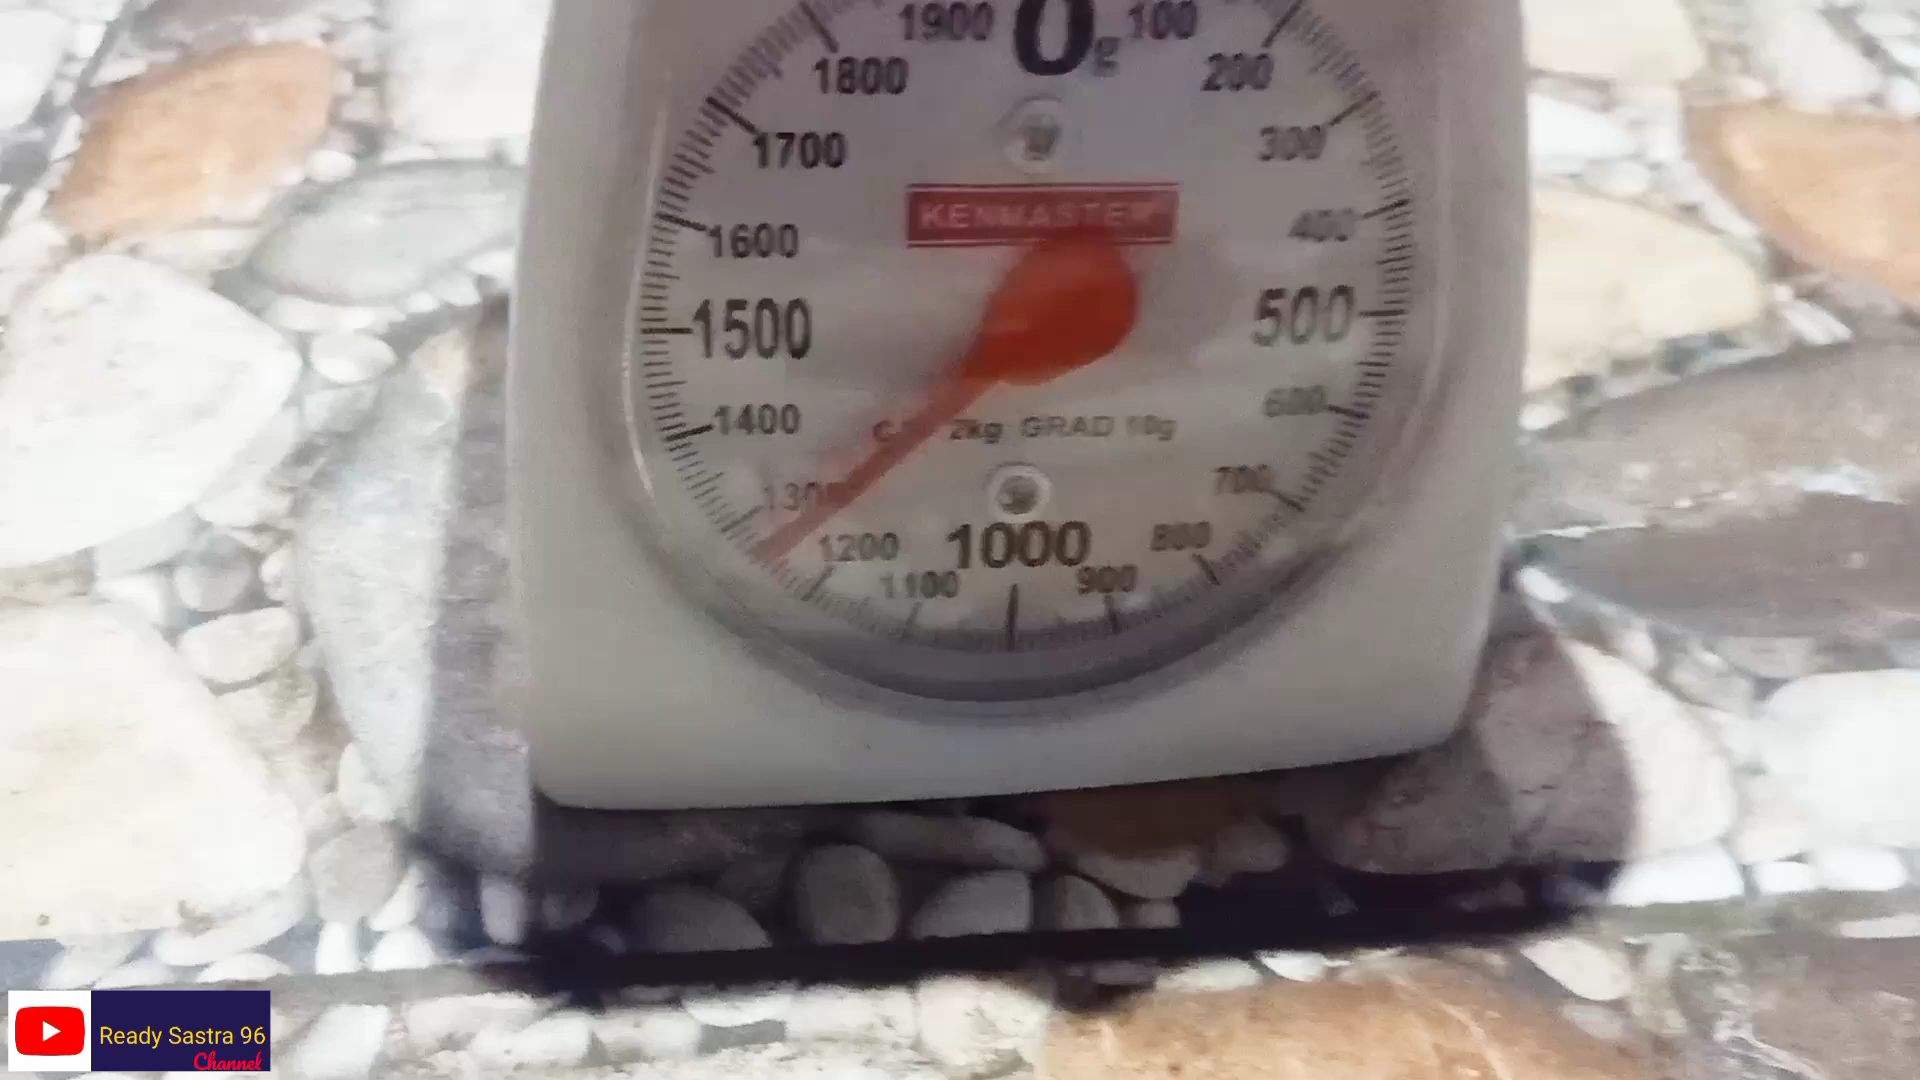 0g
1900 100
1800 200
1700 300
KENMASTER
1600 400
1500 500
1400 600
2kg GRAD 10g
1300 700
1200 1000 800
1100 900
Ready Sastra 96
Channel